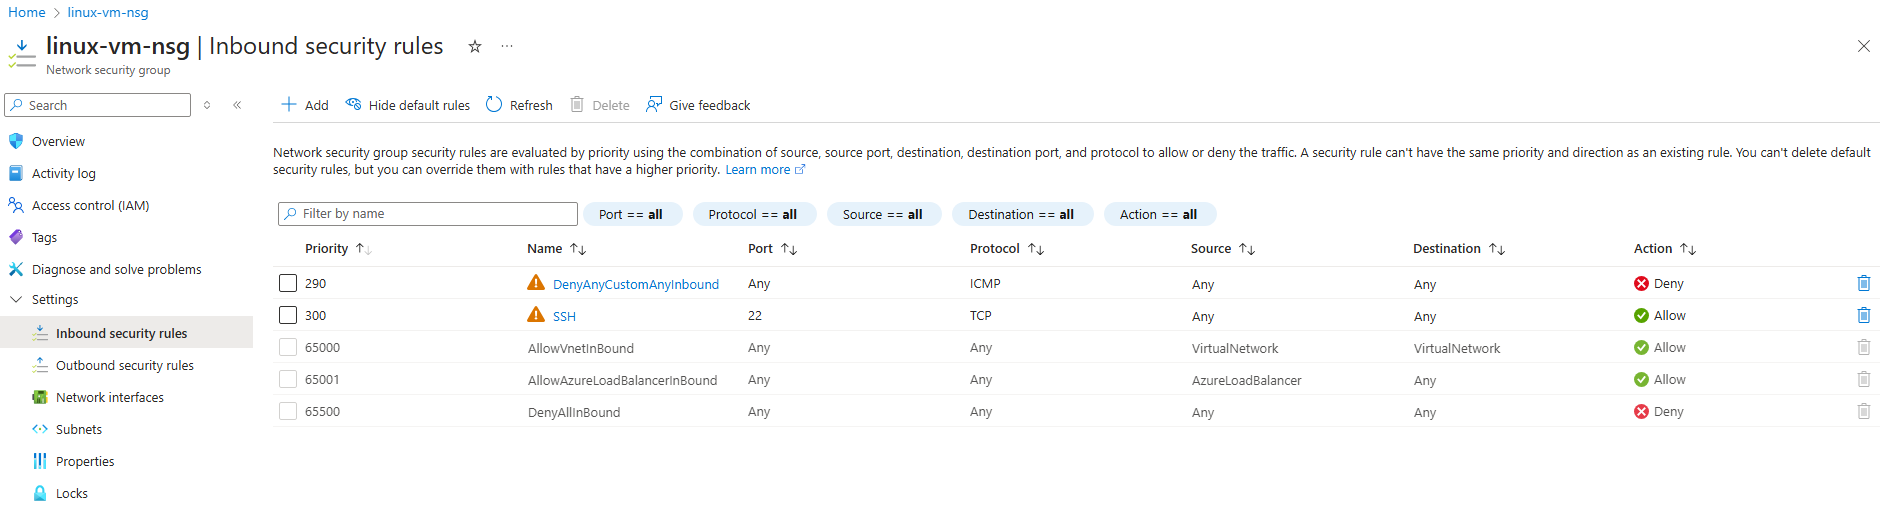 Home > linux-vm-nsg
linux-vm-nsg | Inbound security rules
Network security group
Search
Add Hide default rules Refresh Delete Give feedback
Overview
Activity log
Access control (IAM)
Tags
Diagnose and solve problems
Settings
Inbound security rules
Outbound security rules
Network interfaces
Subnets
Properties
Locks
Network security group security rules are evaluated by priority using the combination of source, source port, destination, destination port, and protocol to allow or deny the traffic. A security rule can't have the same priority and direction as an existing rule. You can't delete default
security rules, but you can override them with rules that have a higher priority. Learn more
Filter by name Port == all Protocol == all Source == all Destination == all Action == all
Priority Name Port Protocol Source Destination Action
290 DenyAnyCustomAnyInbound Any ICMP Any Any Deny
300 SSH 22 TCP Any Any Allow
65000 AllowVnetInBound Any Any VirtualNetwork VirtualNetwork Allow
65001 AllowAzureLoadBalancerInBound Any Any AzureLoadBalancer Any Allow
65500 DenyAllInBound Any Any Any Any Deny